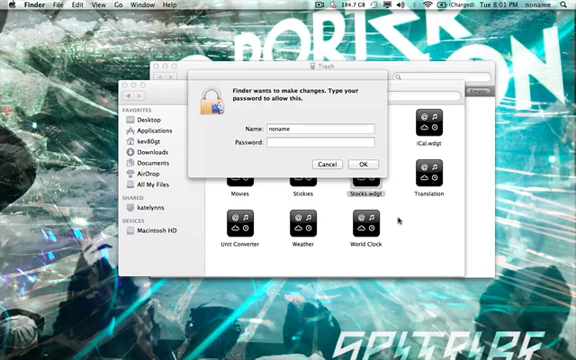 Finder File Edit View Go Window Help 184.7 GB (Charged) Tue 8:01 PM noname
PORTER
Trash
Empty
FAVORITES
Desktop
Applications
kev80gt
Downloads
Documents
AirDrop
All My Files
SHARED
katelynns
DEVICES
Macintosh HD
Finder wants to make changes. Type your
password to allow this.
Name: noname
Password:
Cancel OK
iCal.wdgt
Movies Stickies Stocks.wdgt Translation
Unit Converter Weather World Clock
SPITFIRE